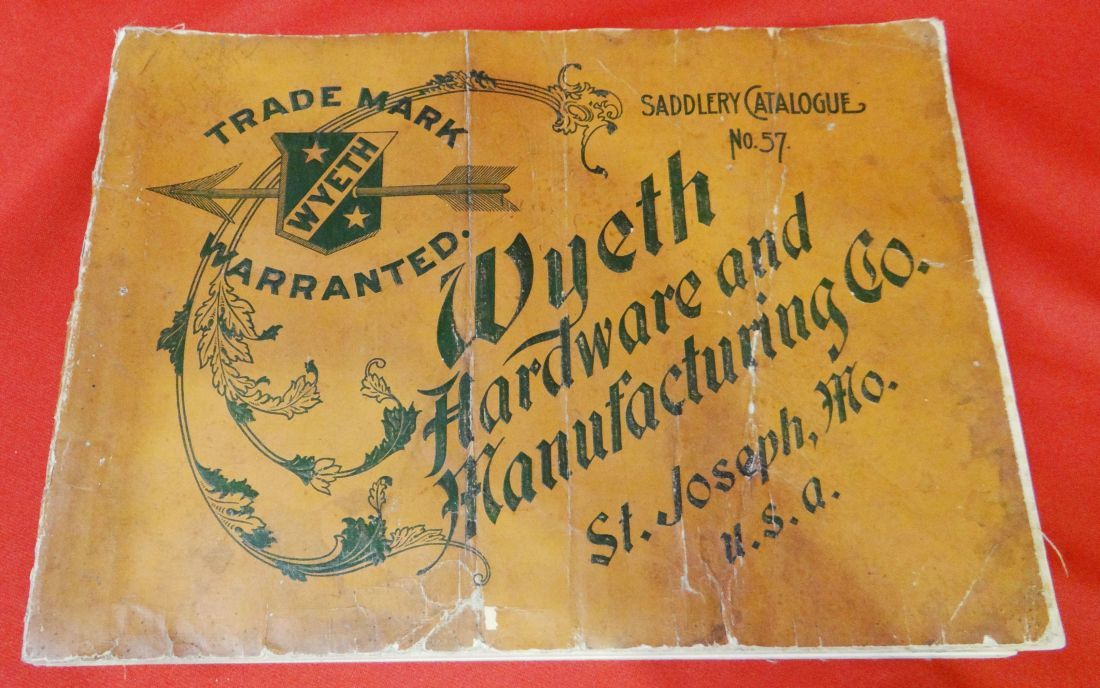 TRADE MARK
WYETH
WARRANTED.
SADDLERY CATALOGUE
No. 57.
Wyeth
Hardware and
Manufacturing Co.
St. Joseph, Mo.
u.s.a.